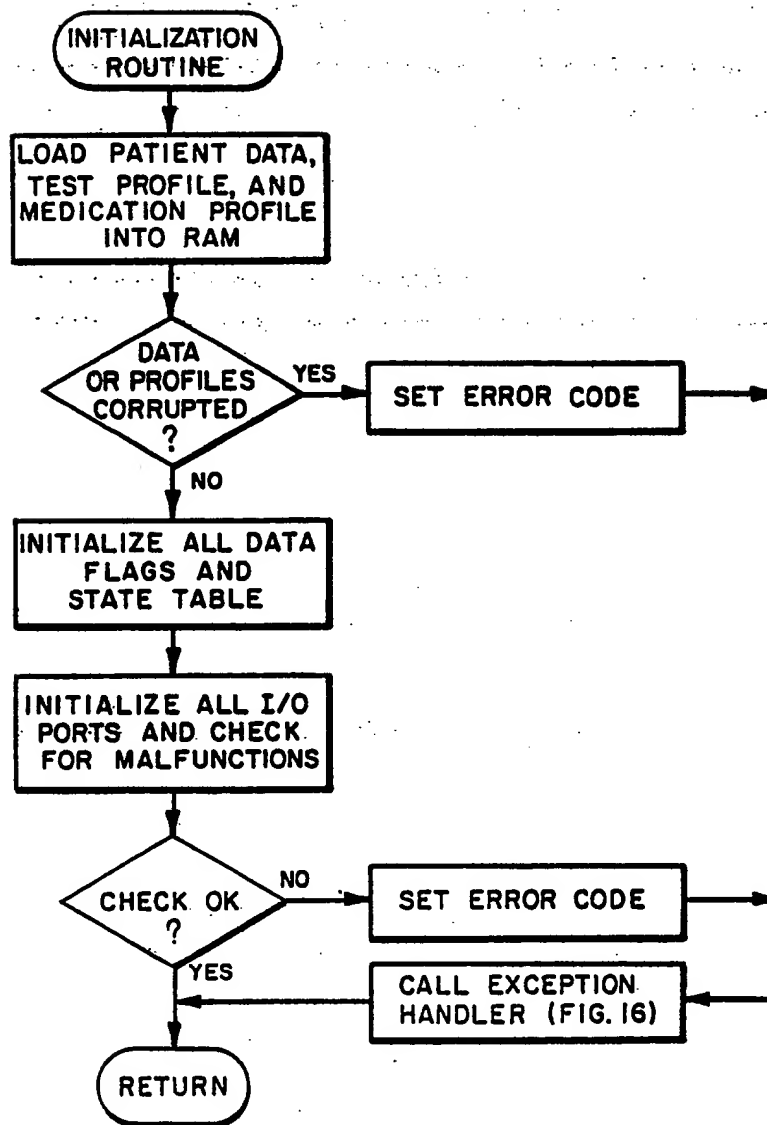 INITIALIZATION
ROUTINE
LOAD PATIENT DATA,
TEST PROFILE, AND
MEDICATION PROFILE
INTO RAM
DATA
OR PROFILES
CORRUPTED
?
YES
SET ERROR CODE
NO
INITIALIZE ALL DATA
FLAGS AND
STATE TABLE
INITIALIZE ALL I/O
PORTS AND CHECK
FOR MALFUNCTIONS
CHECK OK
?
NO
SET ERROR CODE
YES
CALL EXCEPTION
HANDLER (FIG. 16)
RETURN